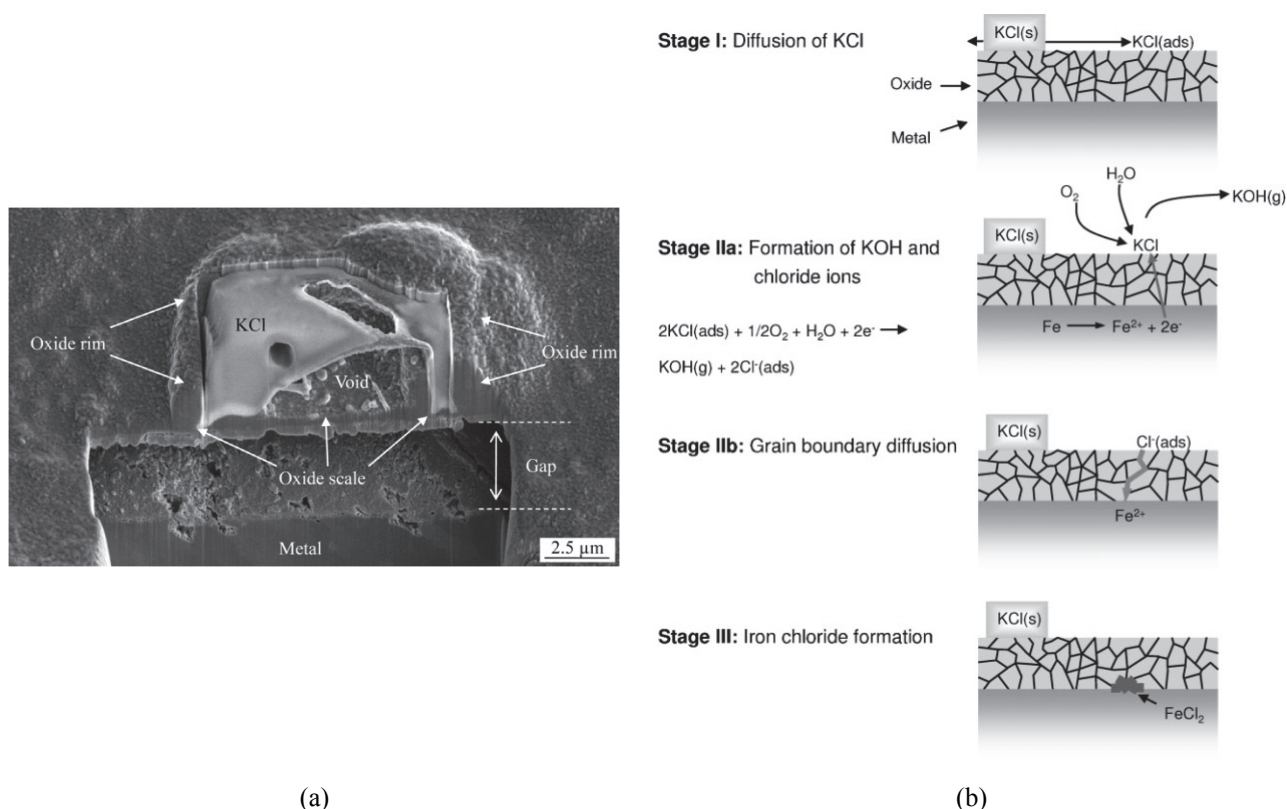 KCl
Void
Oxide rim
Oxide rim
Oxide scale
Gap
Metal
2.5 µm
(a)
KCl(s)
KCl(ads)
Stage I: Diffusion of KCl
Oxide
Metal
H₂O
O₂
KOH(g)
KCl(s)
KCl
Stage IIa: Formation of KOH and
chloride ions
Fe → Fe²⁺ + 2e⁻
2KCl(ads) + 1/2O₂ + H₂O + 2e⁻ →
KOH(g) + 2Cl⁻(ads)
KCl(s)
Cl⁻(ads)
Stage IIb: Grain boundary diffusion
Fe²⁺
KCl(s)
Stage III: Iron chloride formation
FeCl₂
(b)